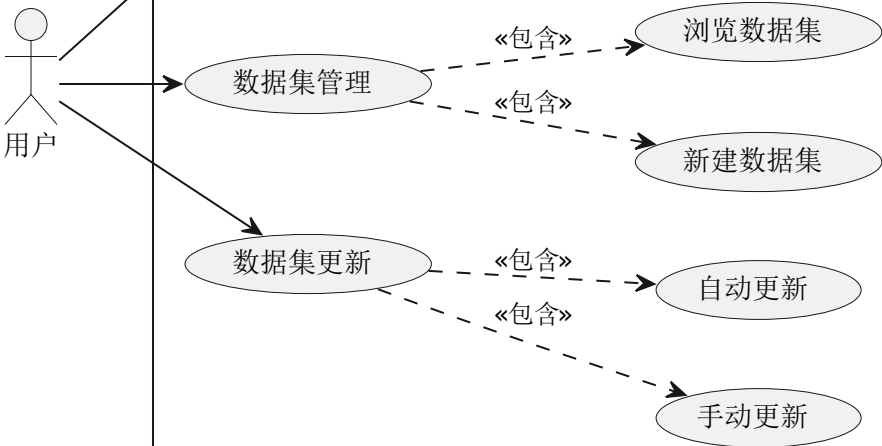 «包含»
浏览数据集
数据集管理
«包含»
用户
新建数据集
数据集更新
«包含»
自动更新
«包含»
手动更新